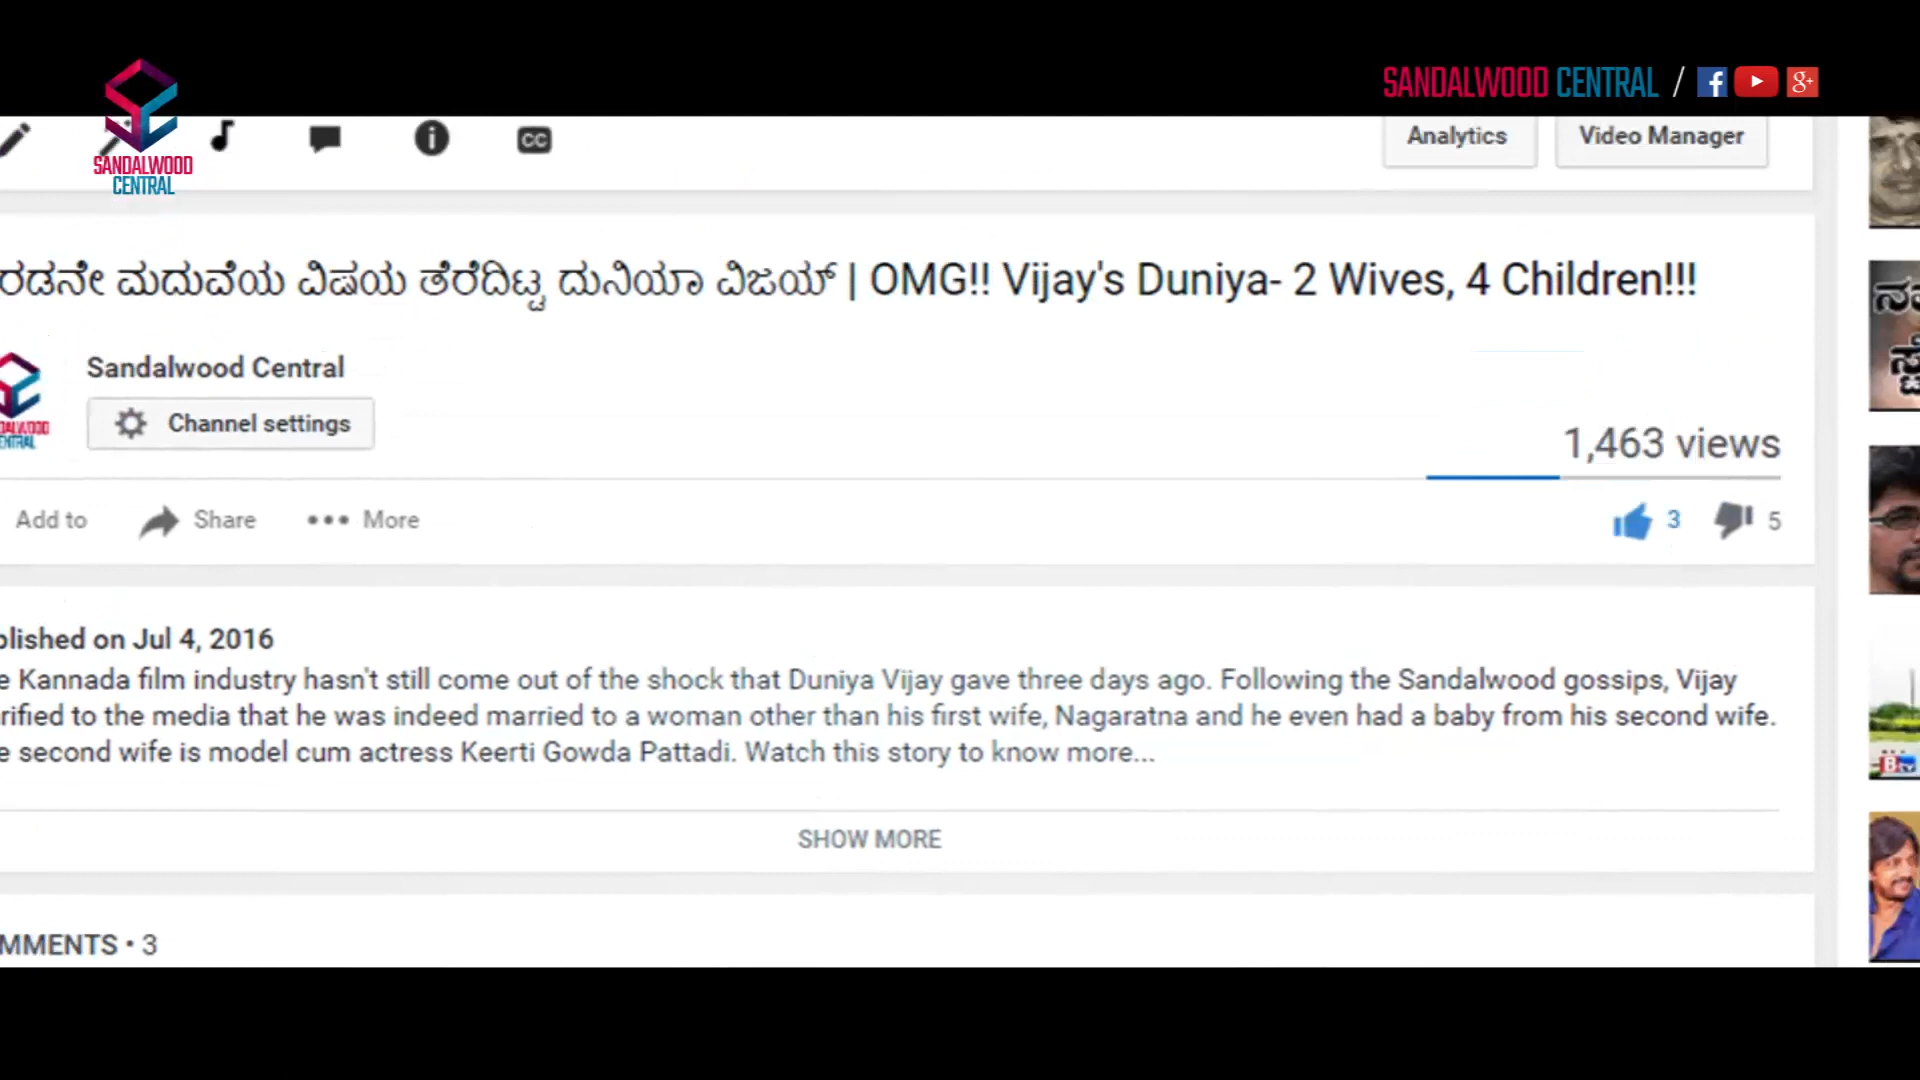 SANDALWOOD CENTRAL /
Analytics
Video Manager
SANDALWOOD
CENTRAL
ರಡನೇ ಮದುವೆಯ ವಿಷಯ ತೆರೆದಿಟ್ಟ ದುನಿಯಾ ವಿಜಯ್ | OMG!! Vijay's Duniya- 2 Wives, 4 Children!!!
Sandalwood Central
Channel settings
1,463 views
Add to
Share
More
3
5
blished on Jul 4, 2016
e Kannada film industry hasn't still come out of the shock that Duniya Vijay gave three days ago. Following the Sandalwood gossips, Vijay
rified to the media that he was indeed married to a woman other than his first wife, Nagaratna and he even had a baby from his second wife.
e second wife is model cum actress Keerti Gowda Pattadi. Watch this story to know more...
SHOW MORE
MMENTS • 3